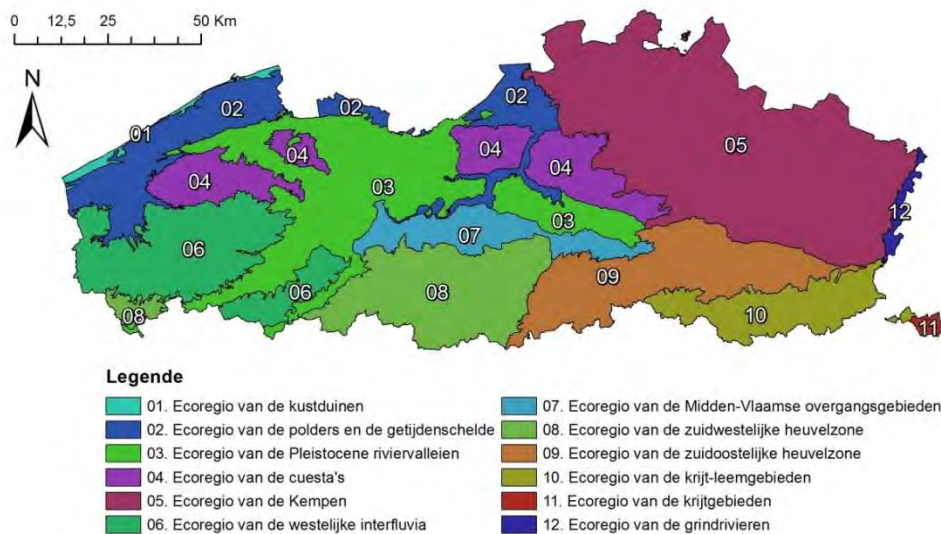 0 12,5 25 50 Km
N
02
02
02
01
04
04
04
05
04
03
12
03
07
06
09
06
08
08
10
11
Legende
01. Ecoregio van de kustduinen
02. Ecoregio van de polders en de getijdenschelde
03. Ecoregio van de Pleistocene riviervalleien
04. Ecoregio van de cuesta's
05. Ecoregio van de Kempen
06. Ecoregio van de westelijke interfluvia
07. Ecoregio van de Midden-Vlaamse overgangsgebieden
08. Ecoregio van de zuidwestelijke heuvelzone
09. Ecoregio van de zuidoostelijke heuvelzone
10. Ecoregio van de krijt-leemgebieden
11. Ecoregio van de krijtgebieden
12. Ecoregio van de grindrivieren